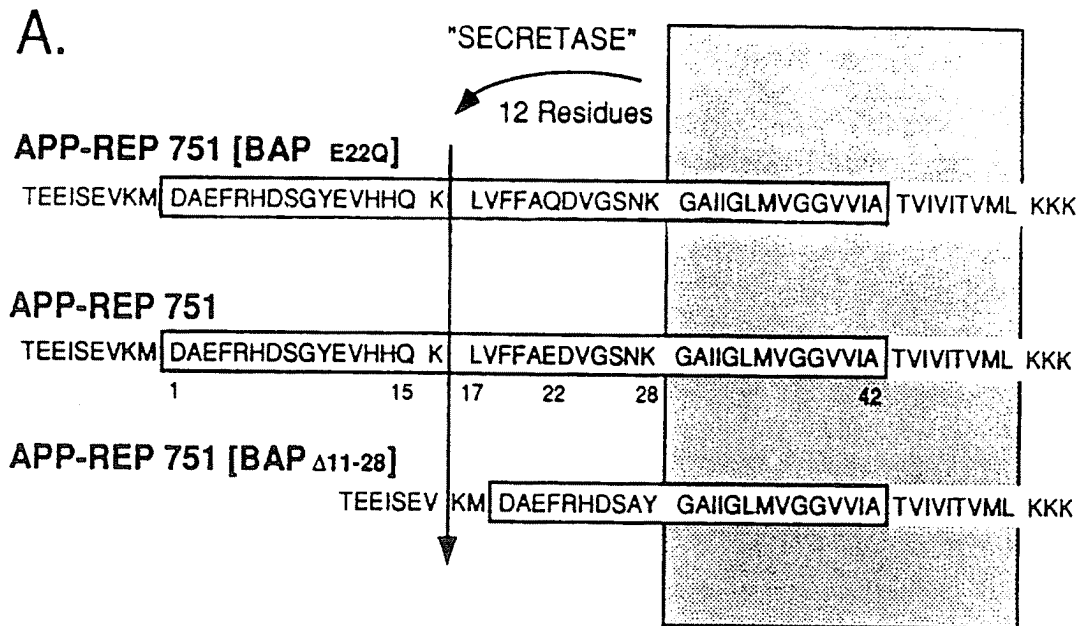 A.
"SECRETASE"
12 Residues
APP-REP 751 [BAP E22Q]
TEEISEVKM DAEFRHDSGYEVHHQ K LVFFAQDVGSNK GAIIGLMVGGVVIA TVIVITVML KKK
APP-REP 751
TEEISEVKM DAEFRHDSGYEVHHQ K LVFFAEDVGSNK GAIIGLMVGGVVIA TVIVITVML KKK
1 15 17 22 28 42
APP-REP 751 [BAP Δ11-28]
TEEISEV KM DAEFRHDSAY GAIIGLMVGGVVIA TVIVITVML KKK